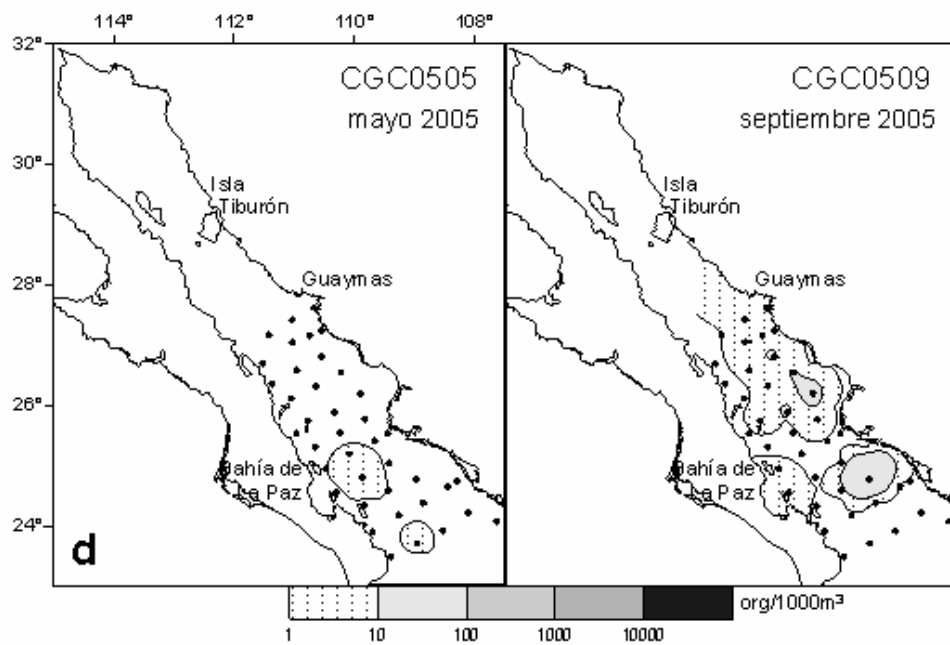 114° 112° 110° 108°
32°
30°
28°
26°
24°
CGC0505
mayo 2005
Isla
Tiburón
Guaymas
Bahía de
La Paz
d
CGC0509
septiembre 2005
Isla
Tiburón
Guaymas
Bahía de
La Paz
org/1000m³
1 10 100 1000 10000